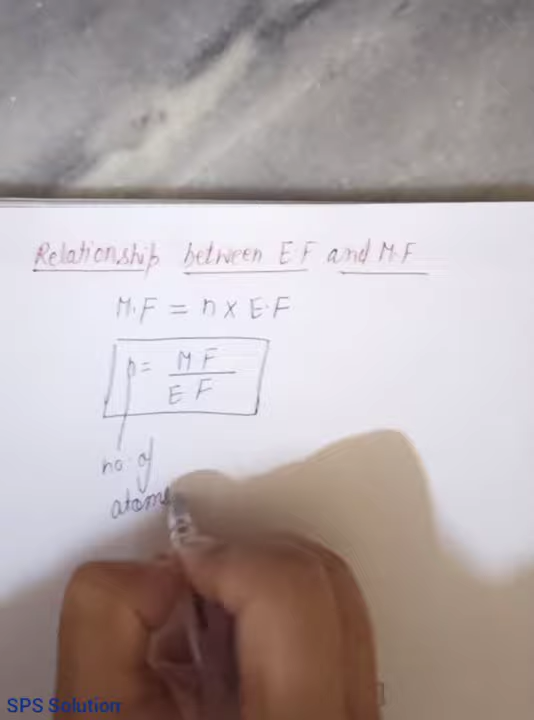 Relationship between E.F and M.F
M.F = n x E.F
n = M F
E F
no. of
atoms
SPS Solution